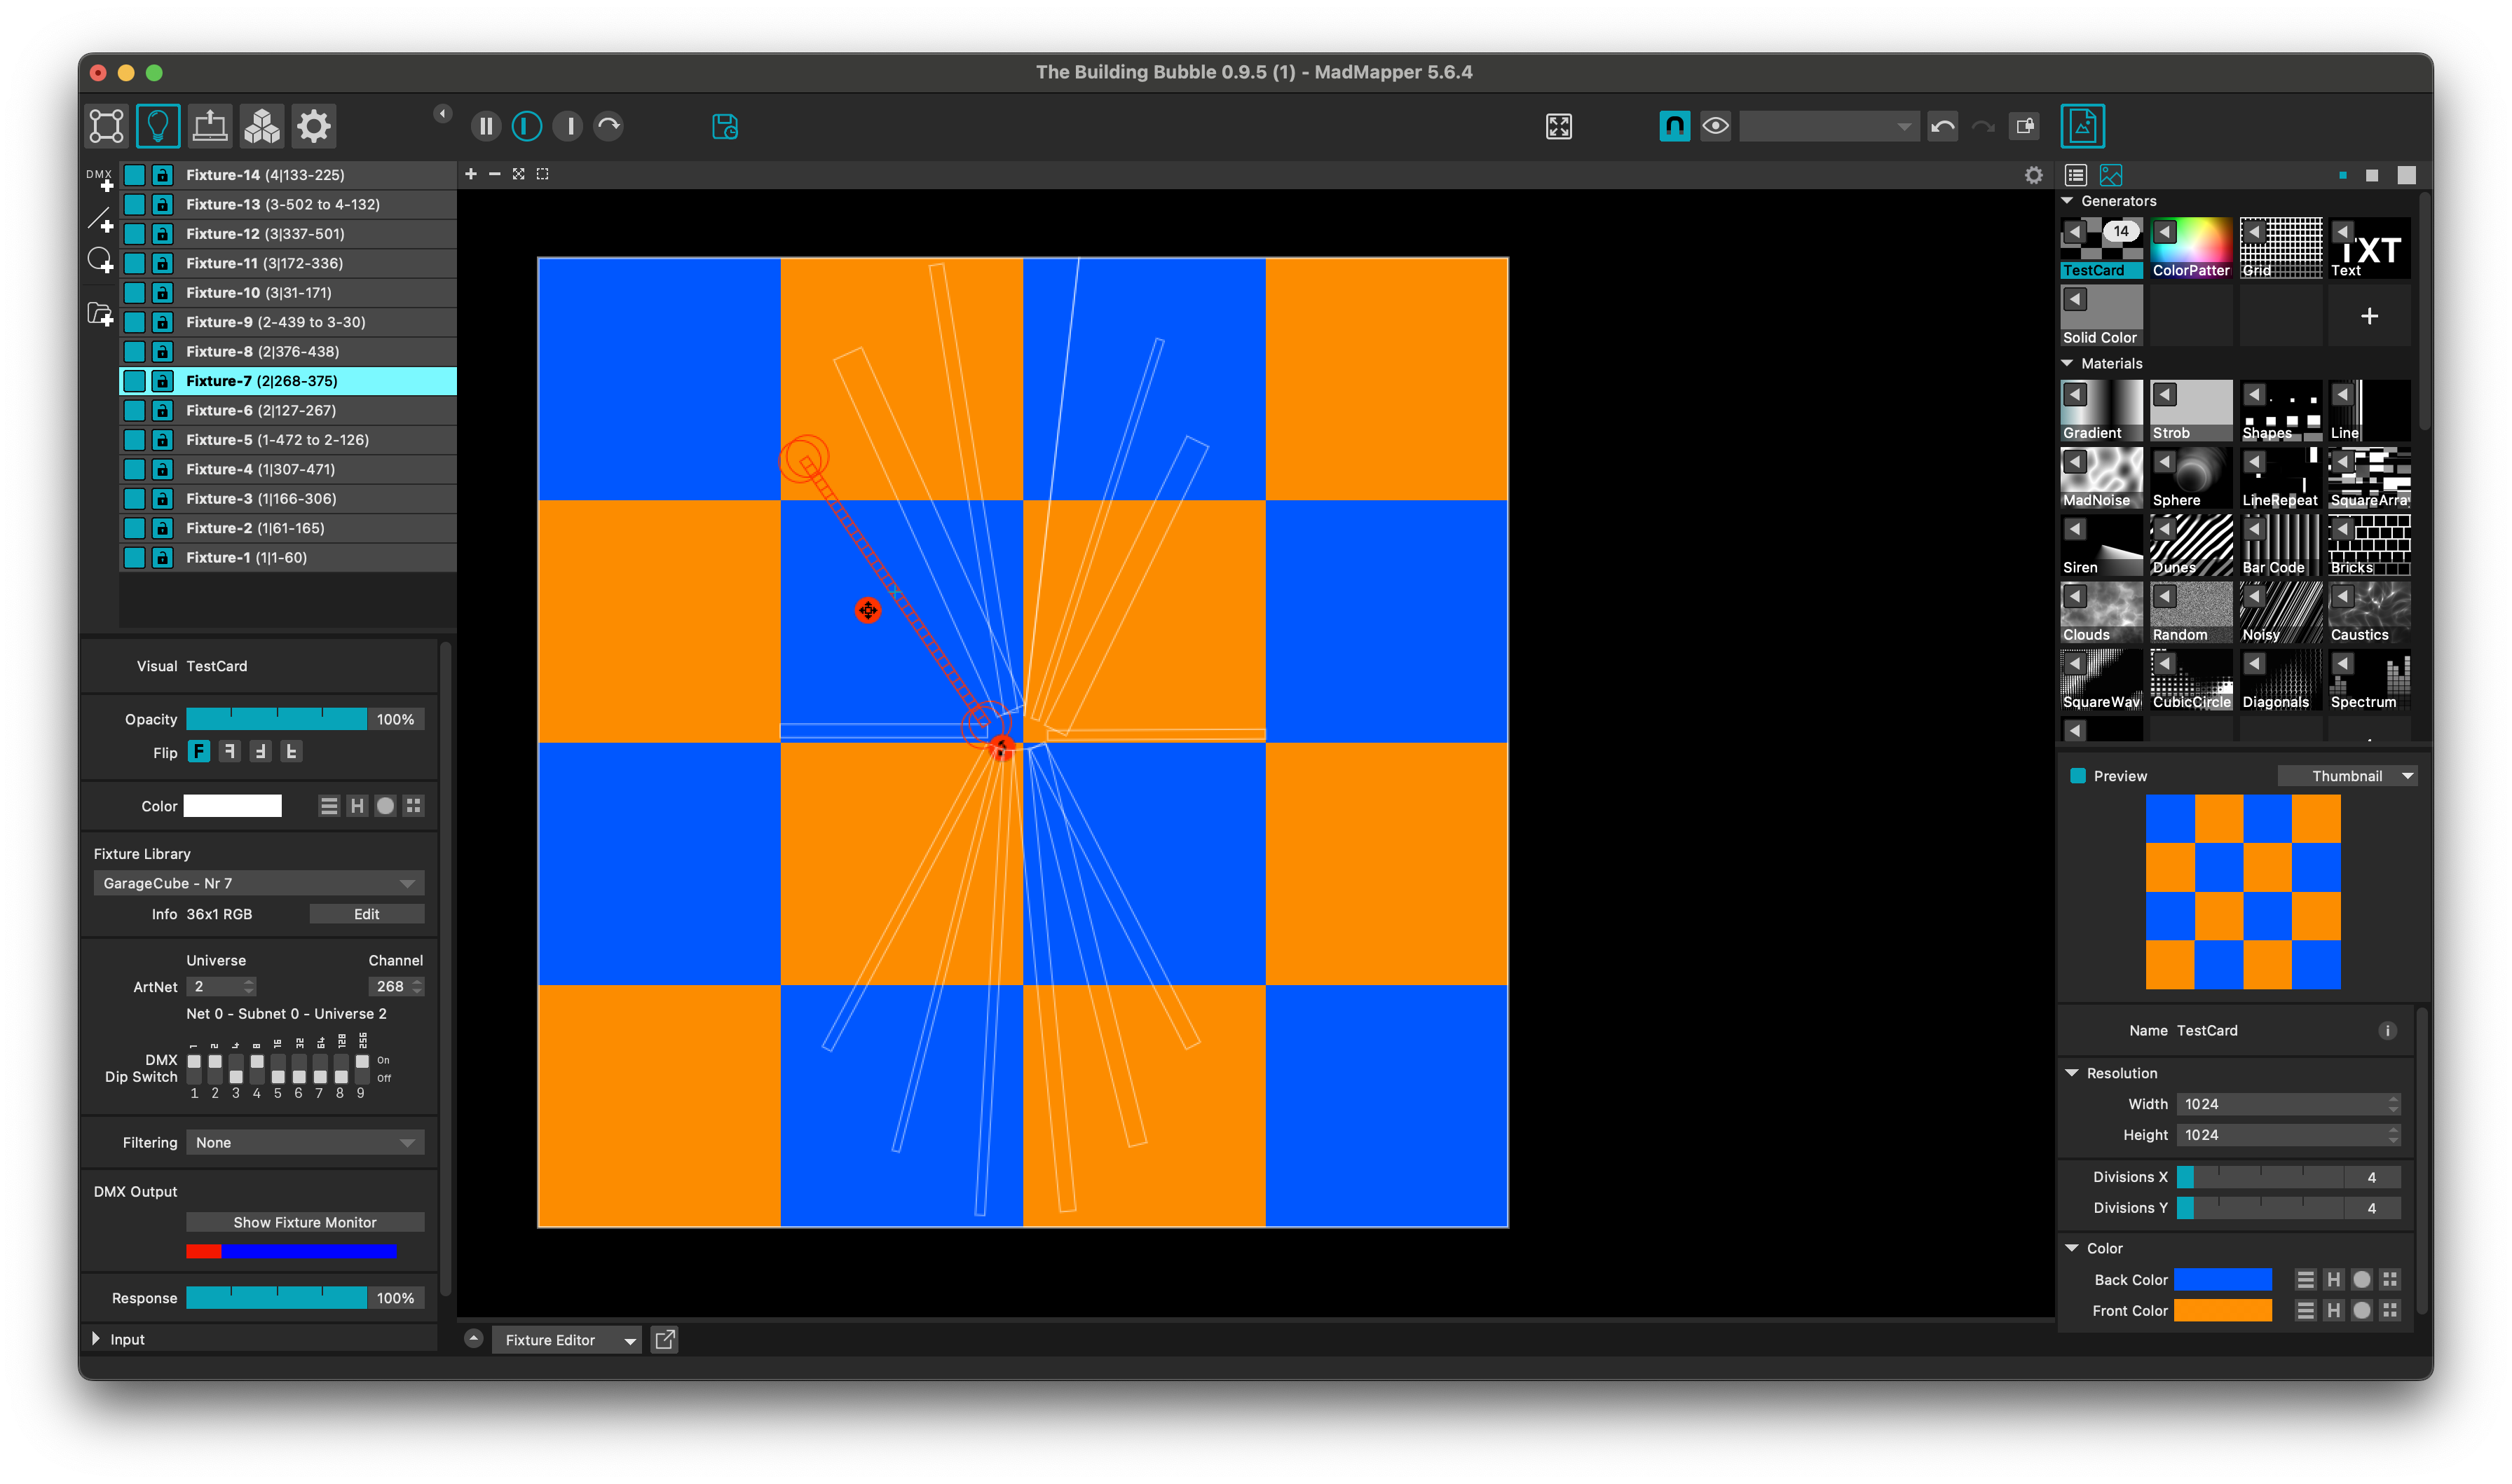 The Building Bubble 0.9.5 (1) - MadMapper 5.6.4
DMX
Fixture-14 (4|133-225)
Fixture-13 (3-502 to 4-132)
Fixture-12 (3|337-501)
Fixture-11 (3|172-336)
Fixture-10 (3|31-171)
Fixture-9 (2-439 to 3-30)
Fixture-8 (2|376-438)
Fixture-7 (2|268-375)
Fixture-6 (2|127-267)
Fixture-5 (1-472 to 2-126)
Fixture-4 (1|307-471)
Fixture-3 (1|166-306)
Fixture-2 (1|61-165)
Fixture-1 (1|1-60)
Visual TestCard
Opacity 100%
Flip F F F F
Color H
Fixture Library
GarageCube - Nr 7
Info 36x1 RGB Edit
Universe Channel
ArtNet 2 268
Net 0 - Subnet 0 - Universe 2
1 2 4 8 16 32 64 128 256
DMX On
Dip Switch Off
1 2 3 4 5 6 7 8 9
Filtering None
DMX Output
Show Fixture Monitor
Response 100%
Input
Fixture Editor
Generators
14 TXT
TestCard ColorPatter Grid Text
Solid Color +
Materials
Gradient Strob Shapes Line
MadNoise Sphere LineRepeat SquareArra
Siren Dunes Bar Code Bricks
Clouds Random Noisy Caustics
SquareWav CubicCircle Diagonals Spectrum
Preview Thumbnail
Name TestCard i
Resolution
Width 1024
Height 1024
Divisions X 4
Divisions Y 4
Color
Back Color H
Front Color H